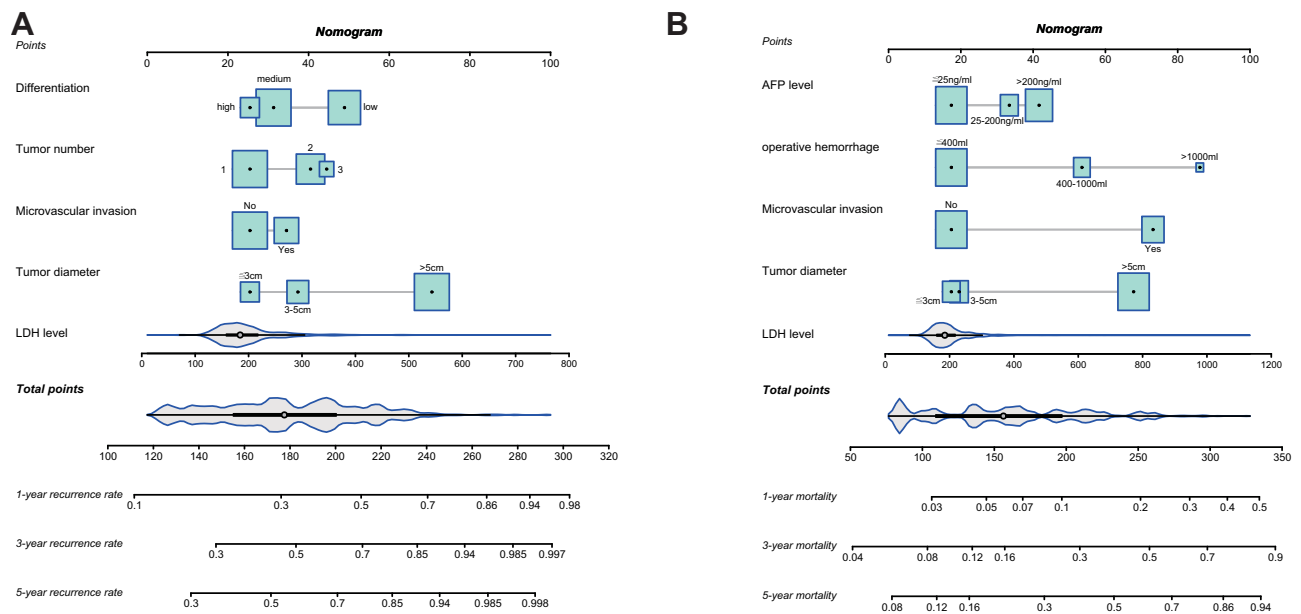 A
Nomogram
Points
0 20 40 60 80 100
Differentiation
medium
high
low
Tumor number
2
1
3
Microvascular invasion
No
Yes
Tumor diameter
>5cm
≦3cm
3-5cm
LDH level
0 100 200 300 400 500 600 700 800
Total points
100 120 140 160 180 200 220 240 260 280 300 320
1-year recurrence rate
0.1 0.3 0.5 0.7 0.86 0.94 0.98
3-year recurrence rate
0.3 0.5 0.7 0.85 0.94 0.985 0.997
5-year recurrence rate
0.3 0.5 0.7 0.85 0.94 0.985 0.998
B
Nomogram
Points
0 20 40 60 80 100
AFP level
≦25ng/ml
>200ng/ml
25-200ng/ml
operative hemorrhage
≦400ml
>1000ml
400-1000ml
Microvascular invasion
No
Yes
Tumor diameter
>5cm
≦3cm
3-5cm
LDH level
0 200 400 600 800 1000 1200
Total points
50 100 150 200 250 300 350
1-year mortality
0.03 0.05 0.07 0.1 0.2 0.3 0.4 0.5
3-year mortality
0.04 0.08 0.12 0.16 0.3 0.5 0.7 0.9
5-year mortality
0.08 0.12 0.16 0.3 0.5 0.7 0.86 0.94